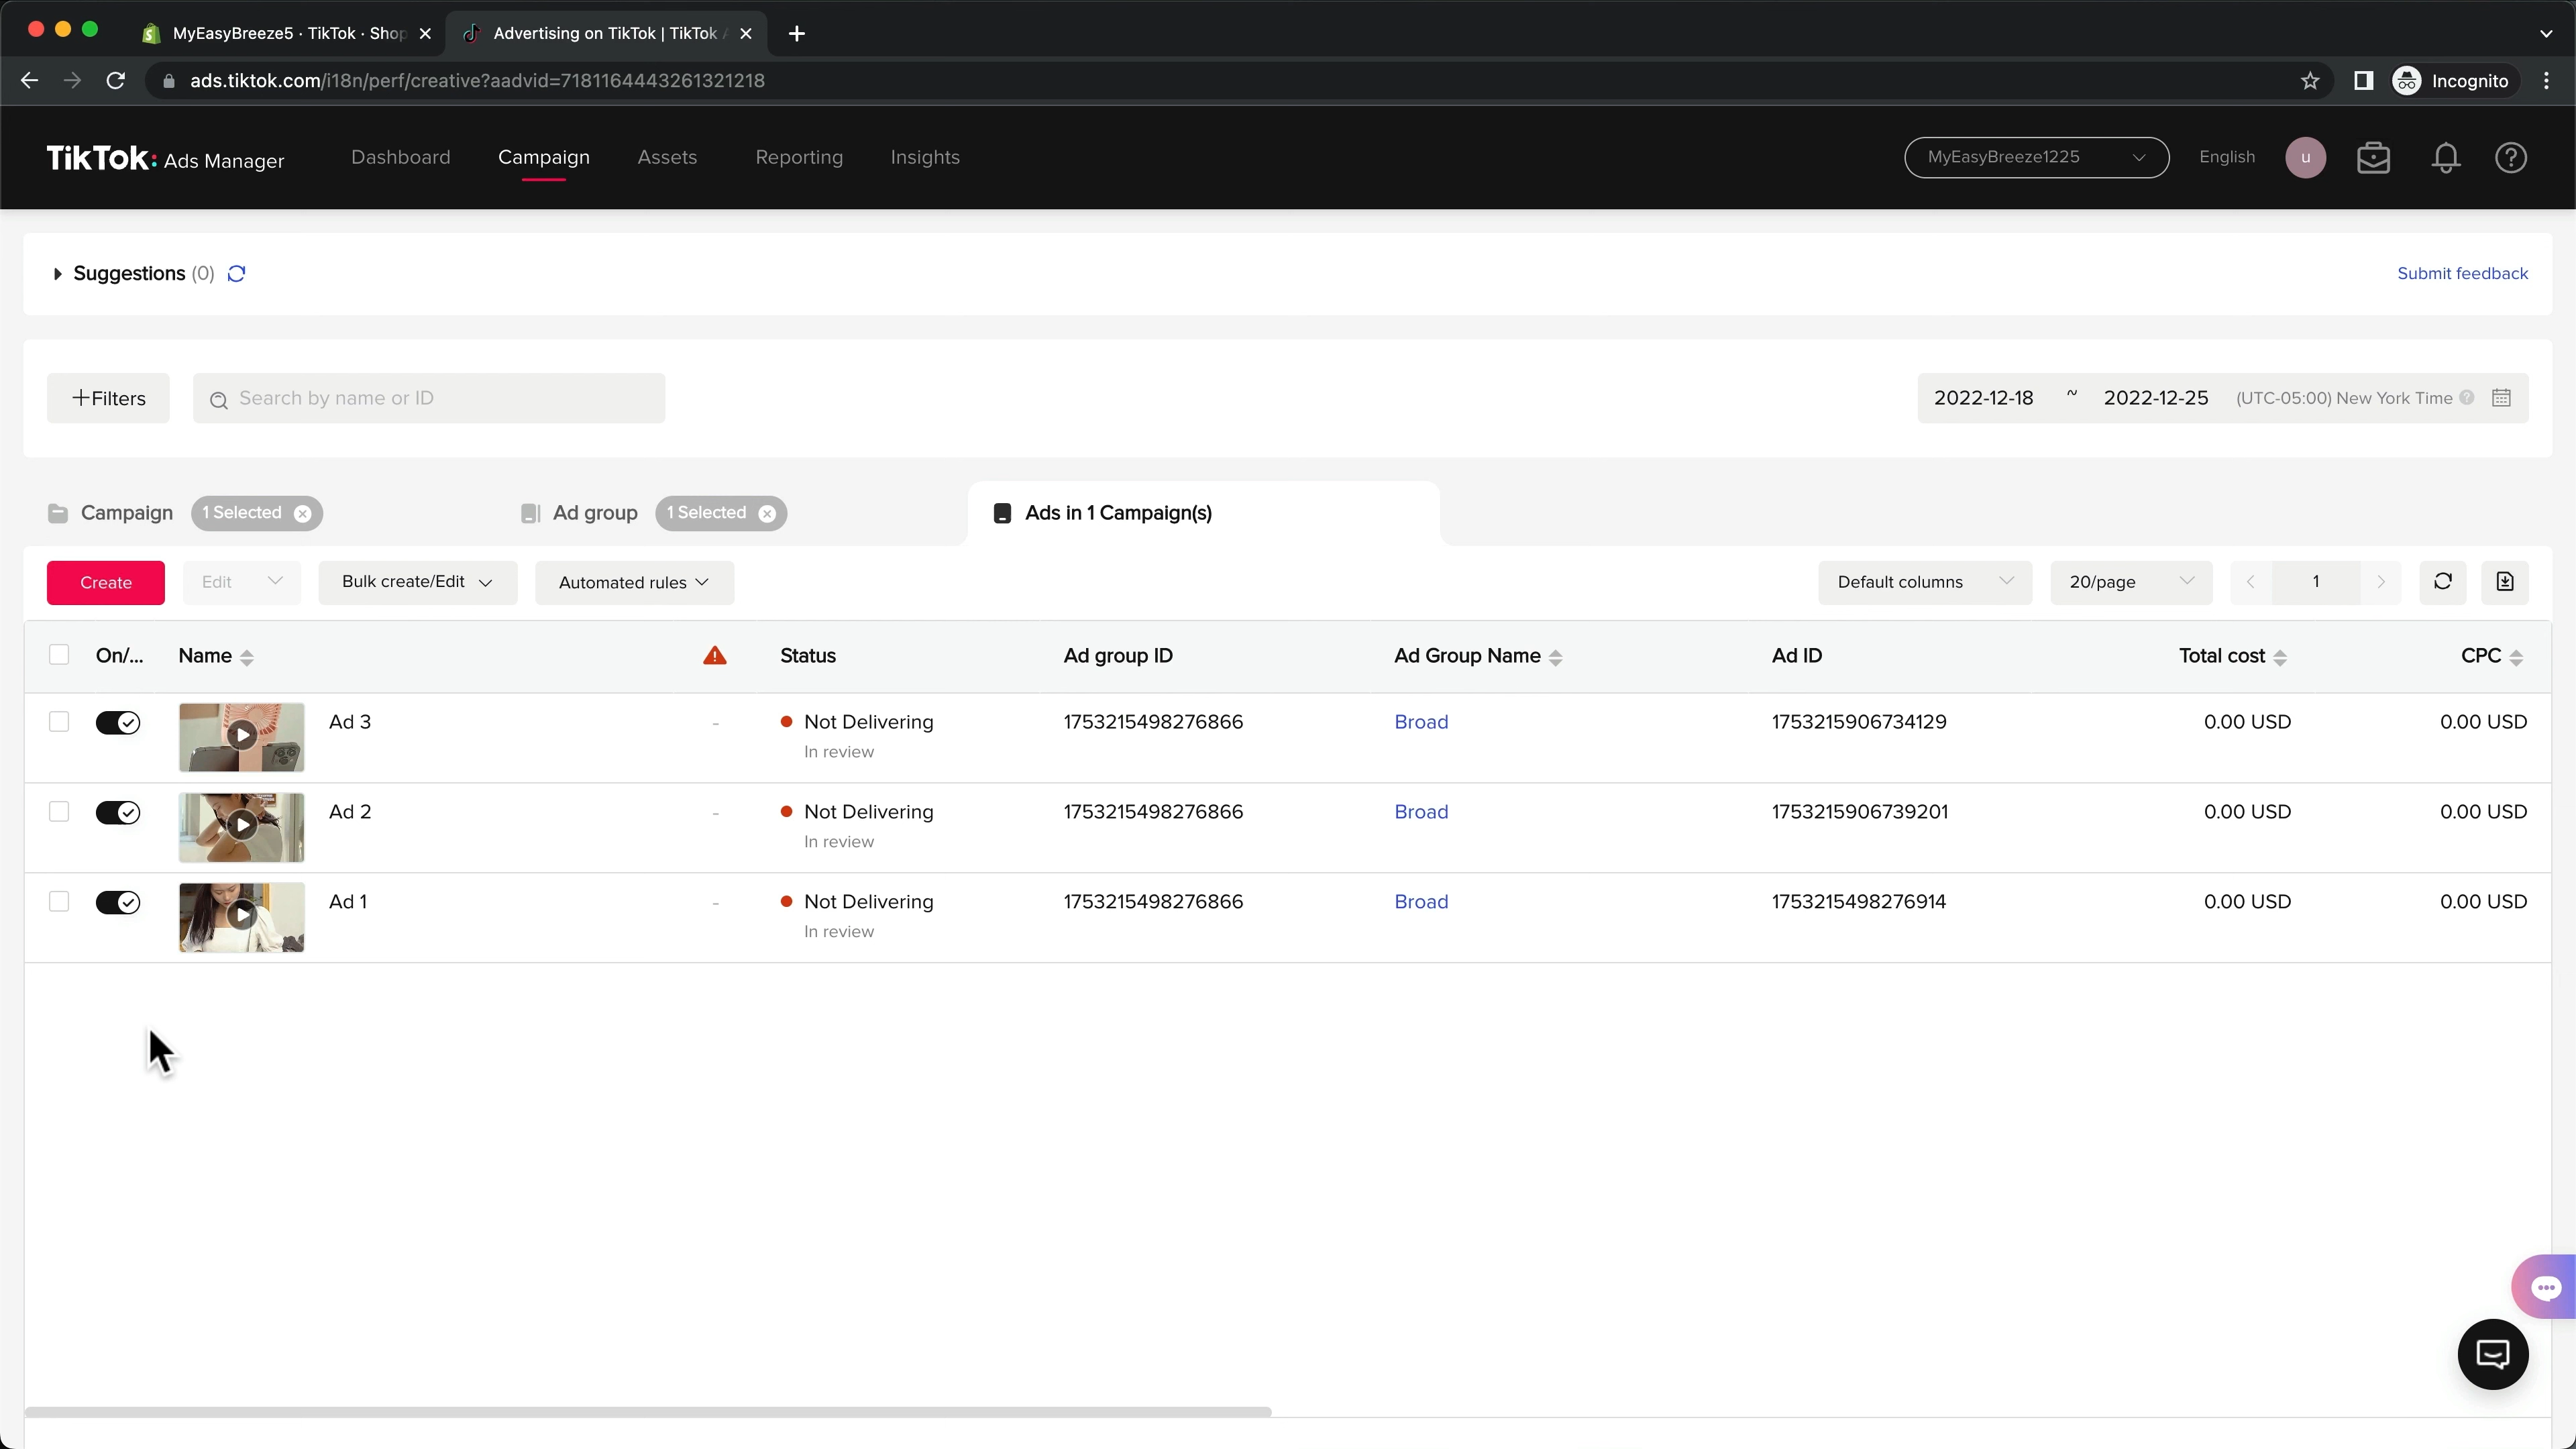 MyEasyBreeze5 · TikTok · Shop
Advertising on TikTok | TikTok A
ads.tiktok.com/i18n/perf/creative?aadvid=7181164443261321218
Incognito
TikTok: Ads Manager
Dashboard
Campaign
Assets
Reporting
Insights
MyEasyBreeze1225
English
u
Suggestions (0)
Submit feedback
+Filters
Search by name or ID
2022-12-18 ~ 2022-12-25 (UTC-05:00) New York Time
Campaign 1 Selected
Ad group 1 Selected
Ads in 1 Campaign(s)
Create
Edit
Bulk create/Edit
Automated rules
Default columns
20/page
1
On/... Name Status Ad group ID Ad Group Name Ad ID Total cost CPC
Ad 3 - Not Delivering 1753215498276866 Broad 1753215906734129 0.00 USD 0.00 USD
In review
Ad 2 - Not Delivering 1753215498276866 Broad 1753215906739201 0.00 USD 0.00 USD
In review
Ad 1 - Not Delivering 1753215498276866 Broad 1753215498276914 0.00 USD 0.00 USD
In review